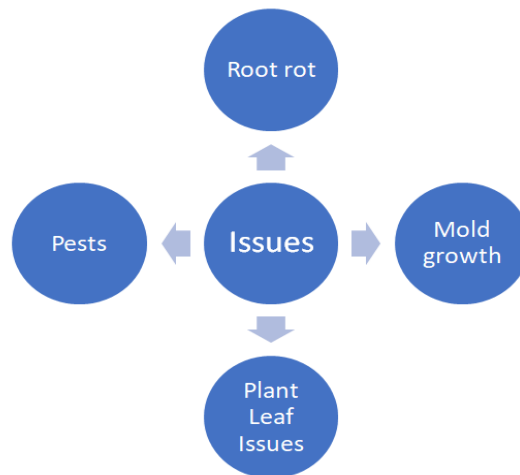 Root rot
Pests
Issues
Mold
growth
Plant
Leaf
Issues